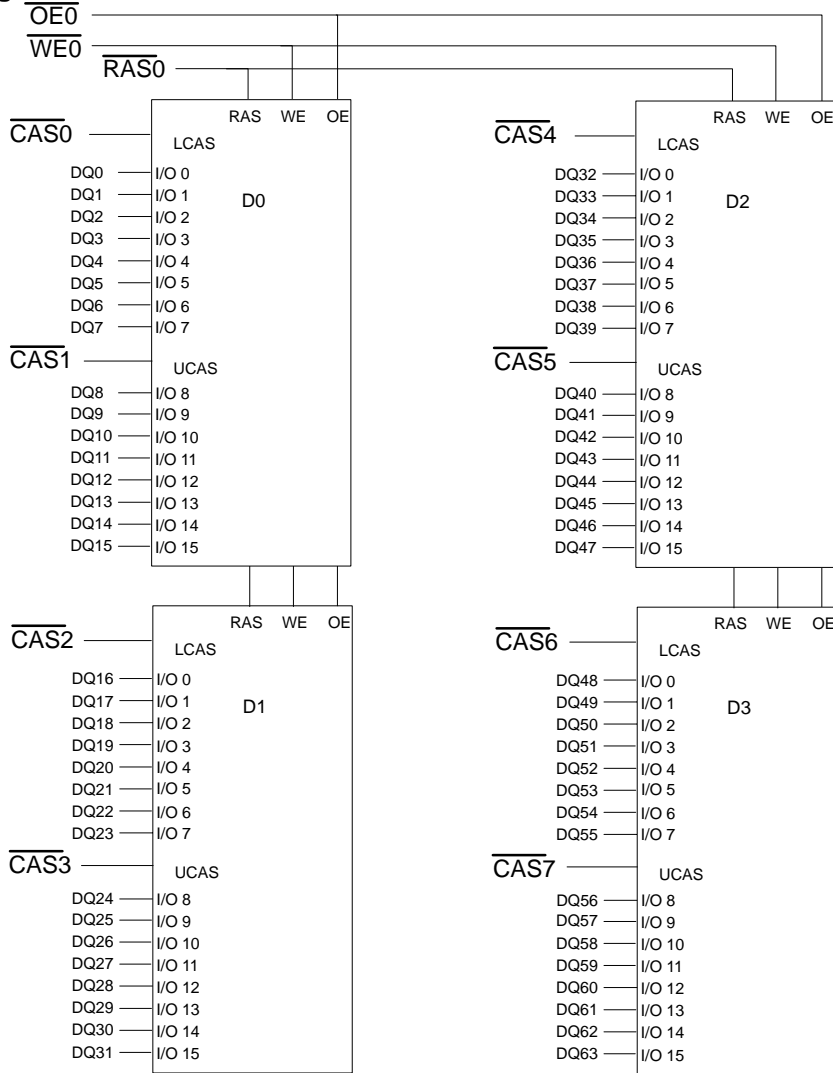 OE0
WE0
RAS0
RAS WE OE
CAS0
LCAS
DQ0 I/O 0
DQ1 I/O 1
D0
DQ2 I/O 2
DQ3 I/O 3
DQ4 I/O 4
DQ5 I/O 5
DQ6 I/O 6
DQ7 I/O 7
CAS1
UCAS
DQ8 I/O 8
DQ9 I/O 9
DQ10 I/O 10
DQ11 I/O 11
DQ12 I/O 12
DQ13 I/O 13
DQ14 I/O 14
DQ15 I/O 15
RAS WE OE
CAS2
LCAS
DQ16 I/O 0
DQ17 I/O 1
D1
DQ18 I/O 2
DQ19 I/O 3
DQ20 I/O 4
DQ21 I/O 5
DQ22 I/O 6
DQ23 I/O 7
CAS3
UCAS
DQ24 I/O 8
DQ25 I/O 9
DQ26 I/O 10
DQ27 I/O 11
DQ28 I/O 12
DQ29 I/O 13
DQ30 I/O 14
DQ31 I/O 15
RAS WE OE
CAS4
LCAS
DQ32 I/O 0
DQ33 I/O 1
D2
DQ34 I/O 2
DQ35 I/O 3
DQ36 I/O 4
DQ37 I/O 5
DQ38 I/O 6
DQ39 I/O 7
CAS5
UCAS
DQ40 I/O 8
DQ41 I/O 9
DQ42 I/O 10
DQ43 I/O 11
DQ44 I/O 12
DQ45 I/O 13
DQ46 I/O 14
DQ47 I/O 15
RAS WE OE
CAS6
LCAS
DQ48 I/O 0
DQ49 I/O 1
D3
DQ50 I/O 2
DQ51 I/O 3
DQ52 I/O 4
DQ53 I/O 5
DQ54 I/O 6
DQ55 I/O 7
CAS7
UCAS
DQ56 I/O 8
DQ57 I/O 9
DQ58 I/O 10
DQ59 I/O 11
DQ60 I/O 12
DQ61 I/O 13
DQ62 I/O 14
DQ63 I/O 15